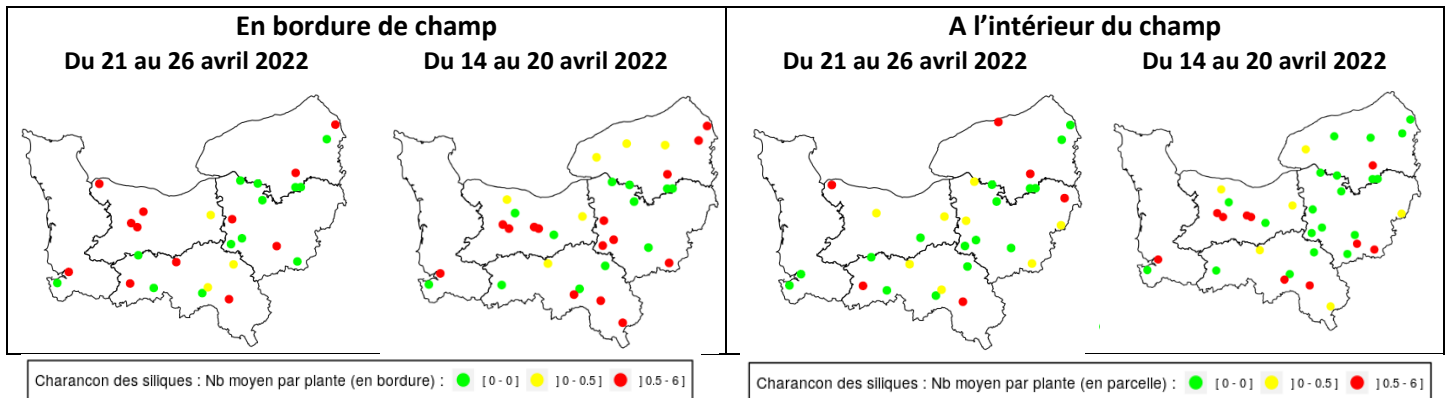 En bordure de champ
Du 21 au 26 avril 2022
Du 14 au 20 avril 2022
A l’intérieur du champ
Du 21 au 26 avril 2022
Du 14 au 20 avril 2022
Charancon des siliques : Nb moyen par plante (en bordure) : [ 0 - 0 ] ] 0 - 0.5 ] ] 0.5 - 6 ]
Charancon des siliques : Nb moyen par plante (en parcelle) : [ 0 - 0 ] ] 0 - 0.5 ] ] 0.5 - 6 ]